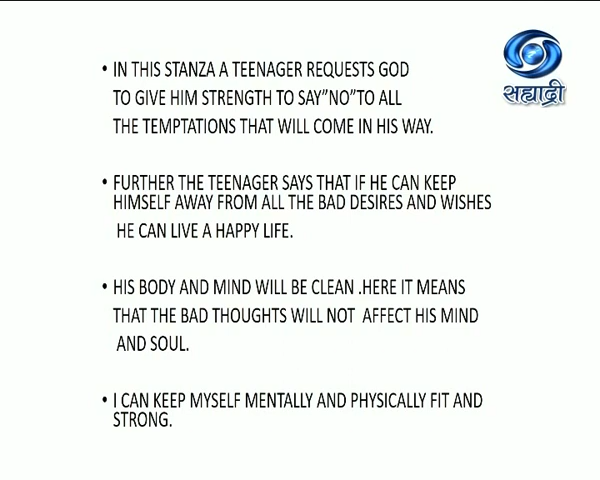 • IN THIS STANZA A TEENAGER REQUESTS GOD
TO GIVE HIM STRENGTH TO SAY”NO”TO ALL
THE TEMPTATIONS THAT WILL COME IN HIS WAY.
• FURTHER THE TEENAGER SAYS THAT IF HE CAN KEEP
HIMSELF AWAY FROM ALL THE BAD DESIRES AND WISHES
HE CAN LIVE A HAPPY LIFE.
• HIS BODY AND MIND WILL BE CLEAN .HERE IT MEANS
THAT THE BAD THOUGHTS WILL NOT  AFFECT HIS MIND
AND SOUL.
• I CAN KEEP MYSELF MENTALLY AND PHYSICALLY FIT AND
STRONG.
सह्याद्री